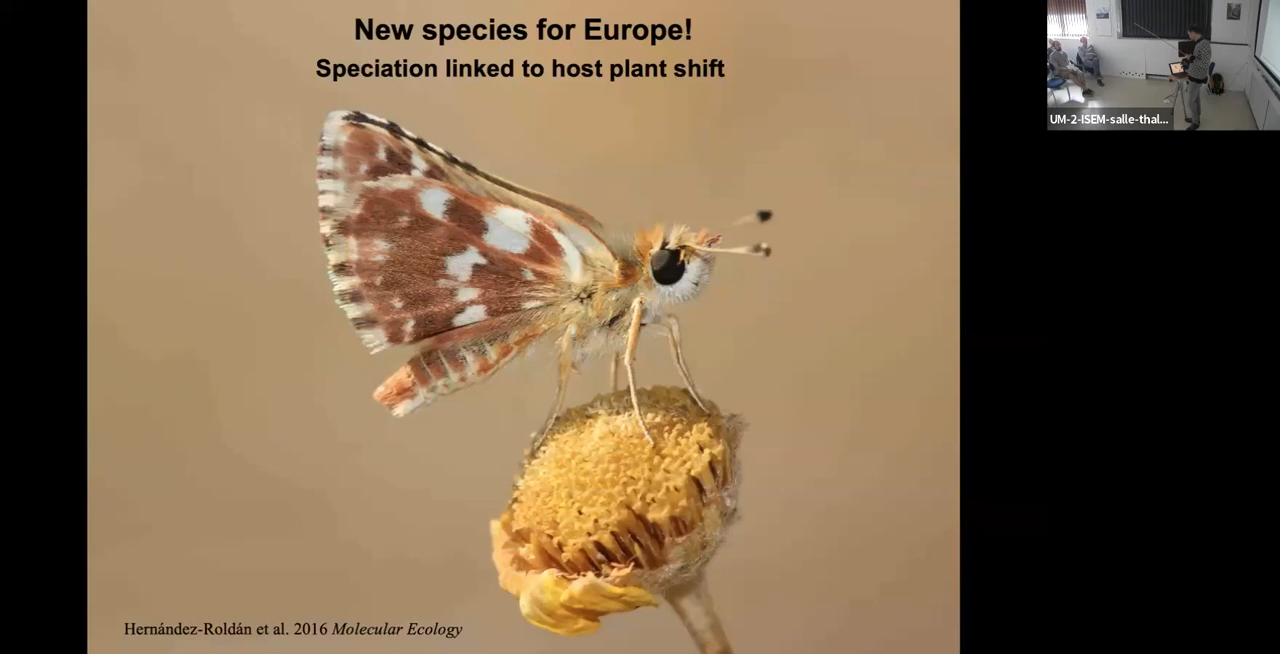 New species for Europe!
Speciation linked to host plant shift
UM-2-ISEM-salle-thal...
Hernández-Roldán et al. 2016 Molecular Ecology